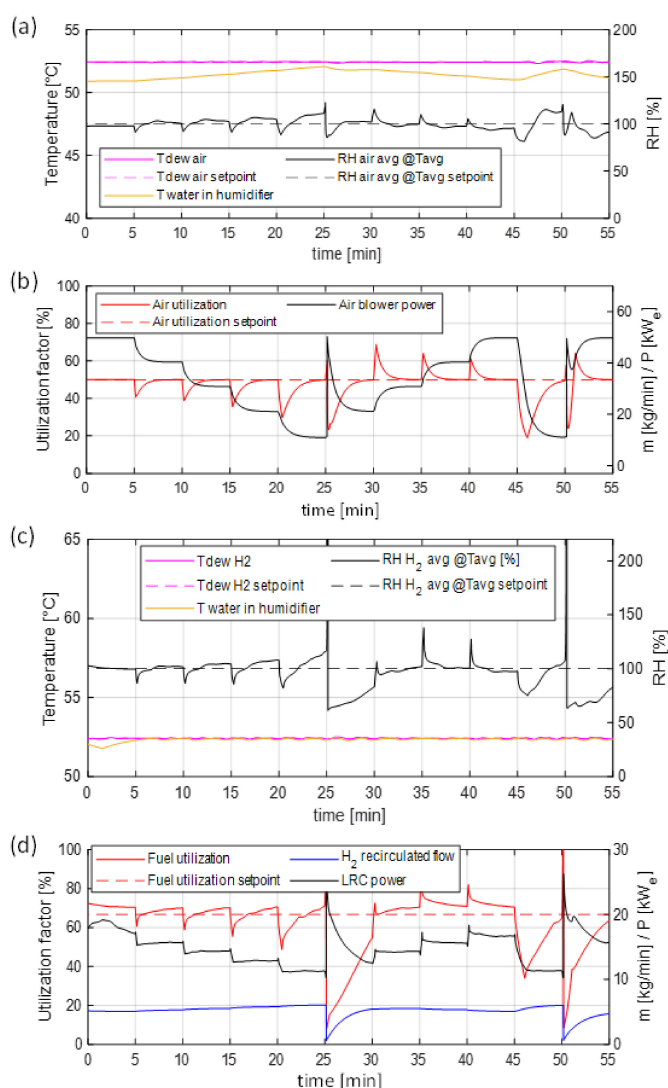 (a)
55
50
45
40
Temperature [°C]
Tdew air
Tdew air setpoint
T water in humidifier
RH air avg @Tavg
RH air avg @Tavg setpoint
200
150
100
50
0
RH [%]
0 5 10 15 20 25 30 35 40 45 50 55
time [min]
(b)
100
80
60
40
20
0
Utilization factor [%]
Air utilization
Air utilization setpoint
Air blower power
60
40
20
0
m [kg/min] / P [kWe]
0 5 10 15 20 25 30 35 40 45 50 55
time [min]
(c)
65
60
55
50
Temperature [°C]
Tdew H2
Tdew H2 setpoint
T water in humidifier
RH H2 avg @Tavg [%]
RH H2 avg @Tavg setpoint
200
150
100
50
0
RH [%]
0 5 10 15 20 25 30 35 40 45 50 55
time [min]
(d)
100
80
60
40
20
0
Utilization factor [%]
Fuel utilization
Fuel utilization setpoint
H2 recirculated flow
LRC power
30
20
10
0
m [kg/min] / P [kWe]
0 5 10 15 20 25 30 35 40 45 50 55
time [min]